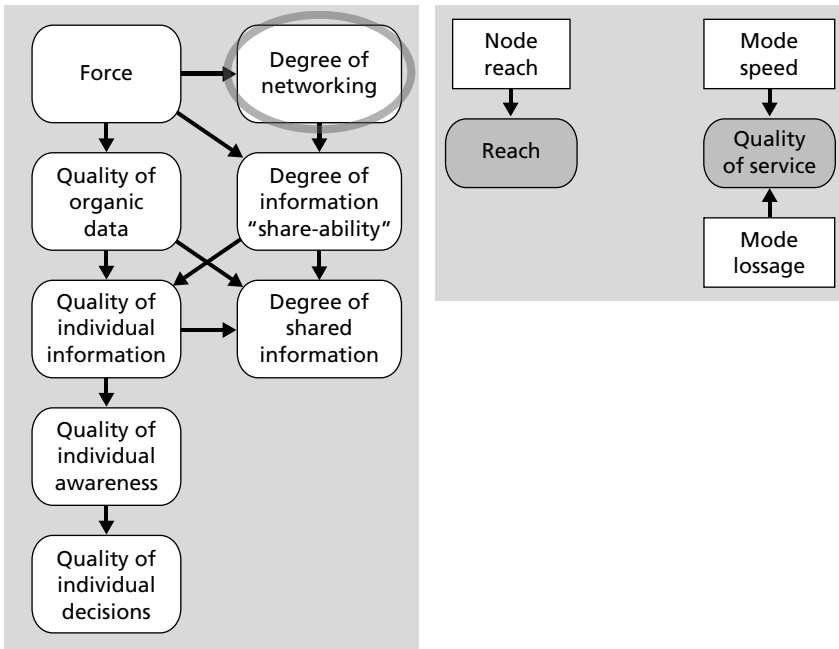 Force
Degree of
networking
Quality of
organic
data
Degree of
information
“share-ability”
Quality of
individual
information
Degree of
shared
information
Quality of
individual
awareness
Quality of
individual
decisions
Node
reach
Mode
speed
Reach
Quality
of service
Mode
lossage